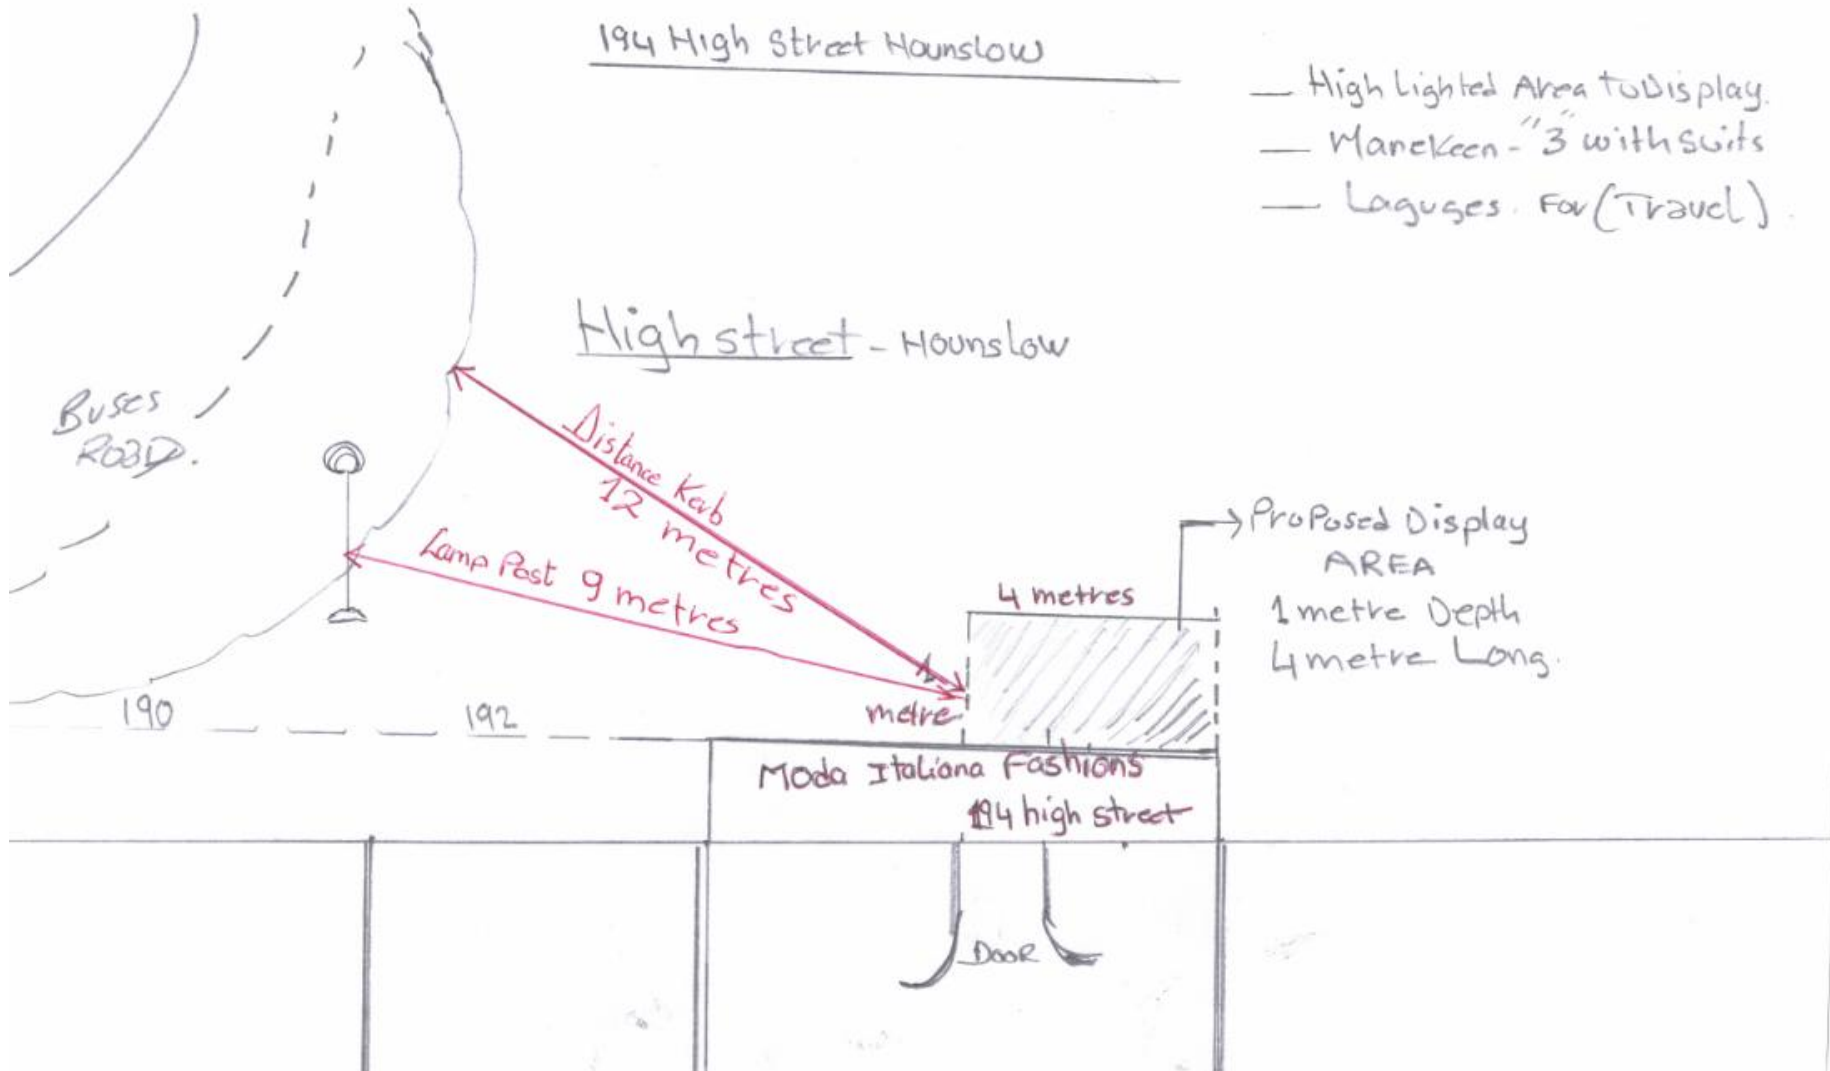 194 High Street Hounslow
— High Lighted Area to Display.
— Manekeen - "3" with Suits
— Laguges. For (Travel).
High street - Hounslow
Buses
ROAD.
Distance Kerb
12 metres
Lamp Post 9 metres
4 metres
Proposed Display
AREA
1 metre Depth
4 metre Long.
1
metre
190
192
Moda Italiana Fashions
194 high street
DOOR